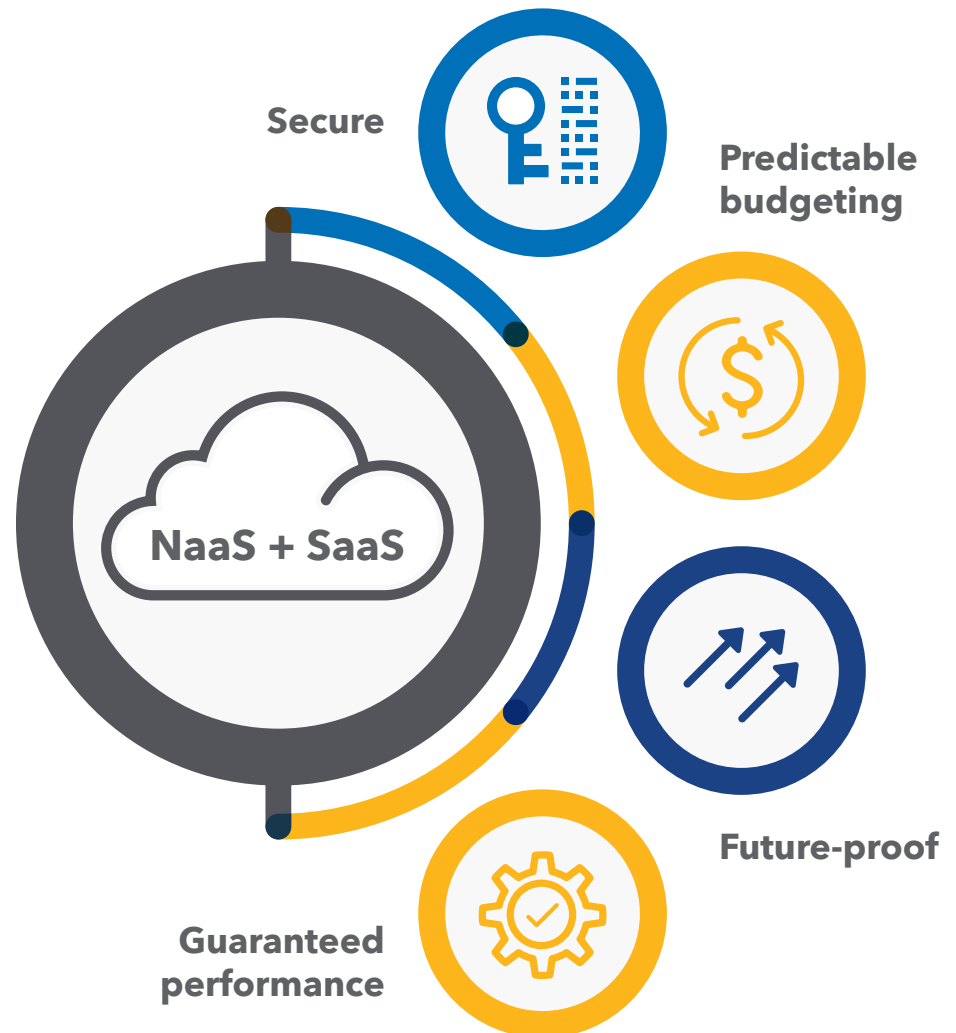 Secure
Predictable
budgeting
NaaS + SaaS
Future-proof
Guaranteed
performance